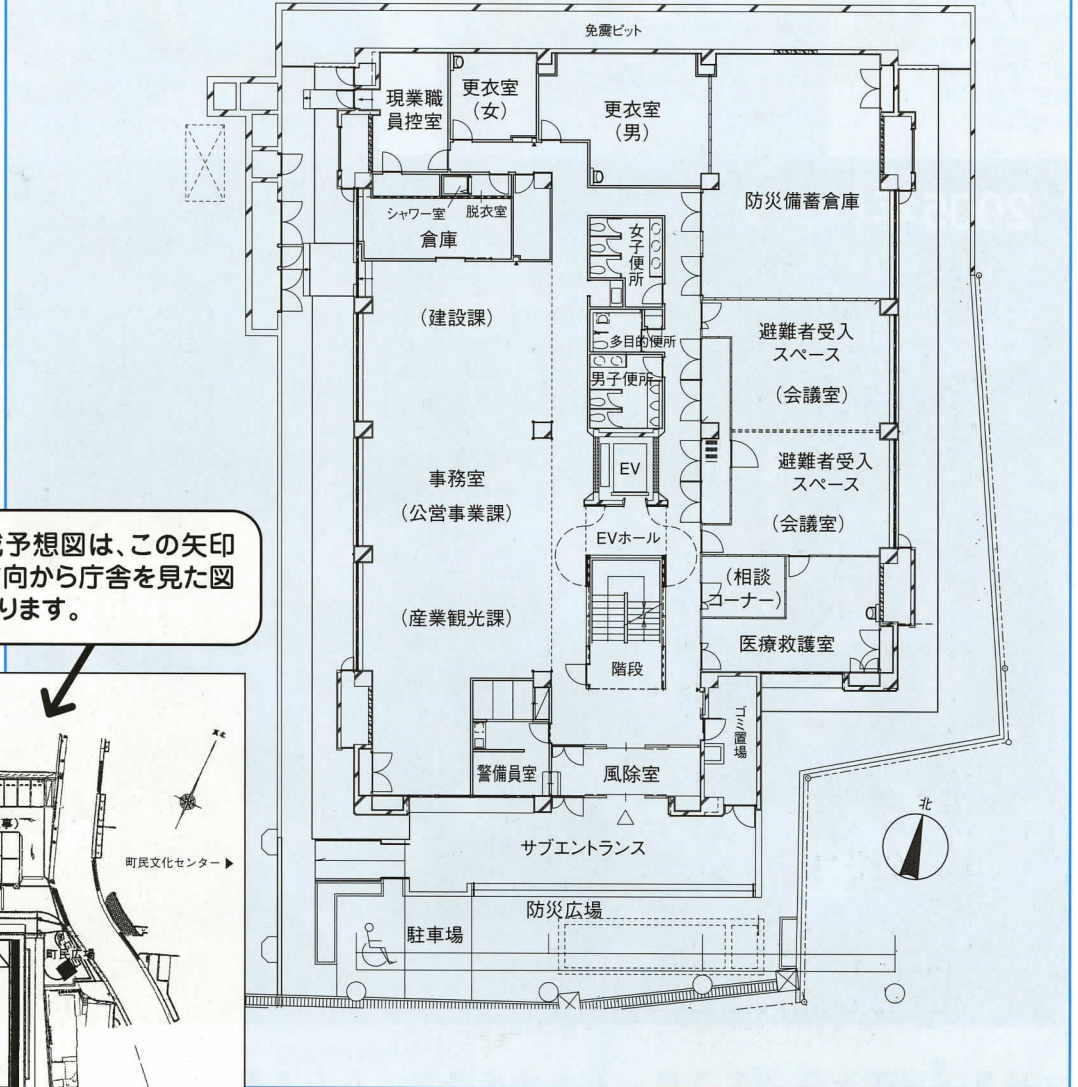 免震ピット
現業職
員控室
更衣室
(女)
更衣室
(男)
防災備蓄倉庫
シャワー室
脱衣室
倉庫
女子便所
(建設課)
多目的便所
男子便所
避難者受入
スペース
(会議室)
EV
事務室
(公営事業課)
避難者受入
スペース
(会議室)
EVホール
(相談
コーナー)
(産業観光課)
階段
医療救護室
ゴミ置場
警備員室
風除室
サブエントランス
北
防災広場
駐車場
予想図は、この矢印
方向から庁舎を見た図
ります。
真北
事)
町民文化センター▶
町民広場